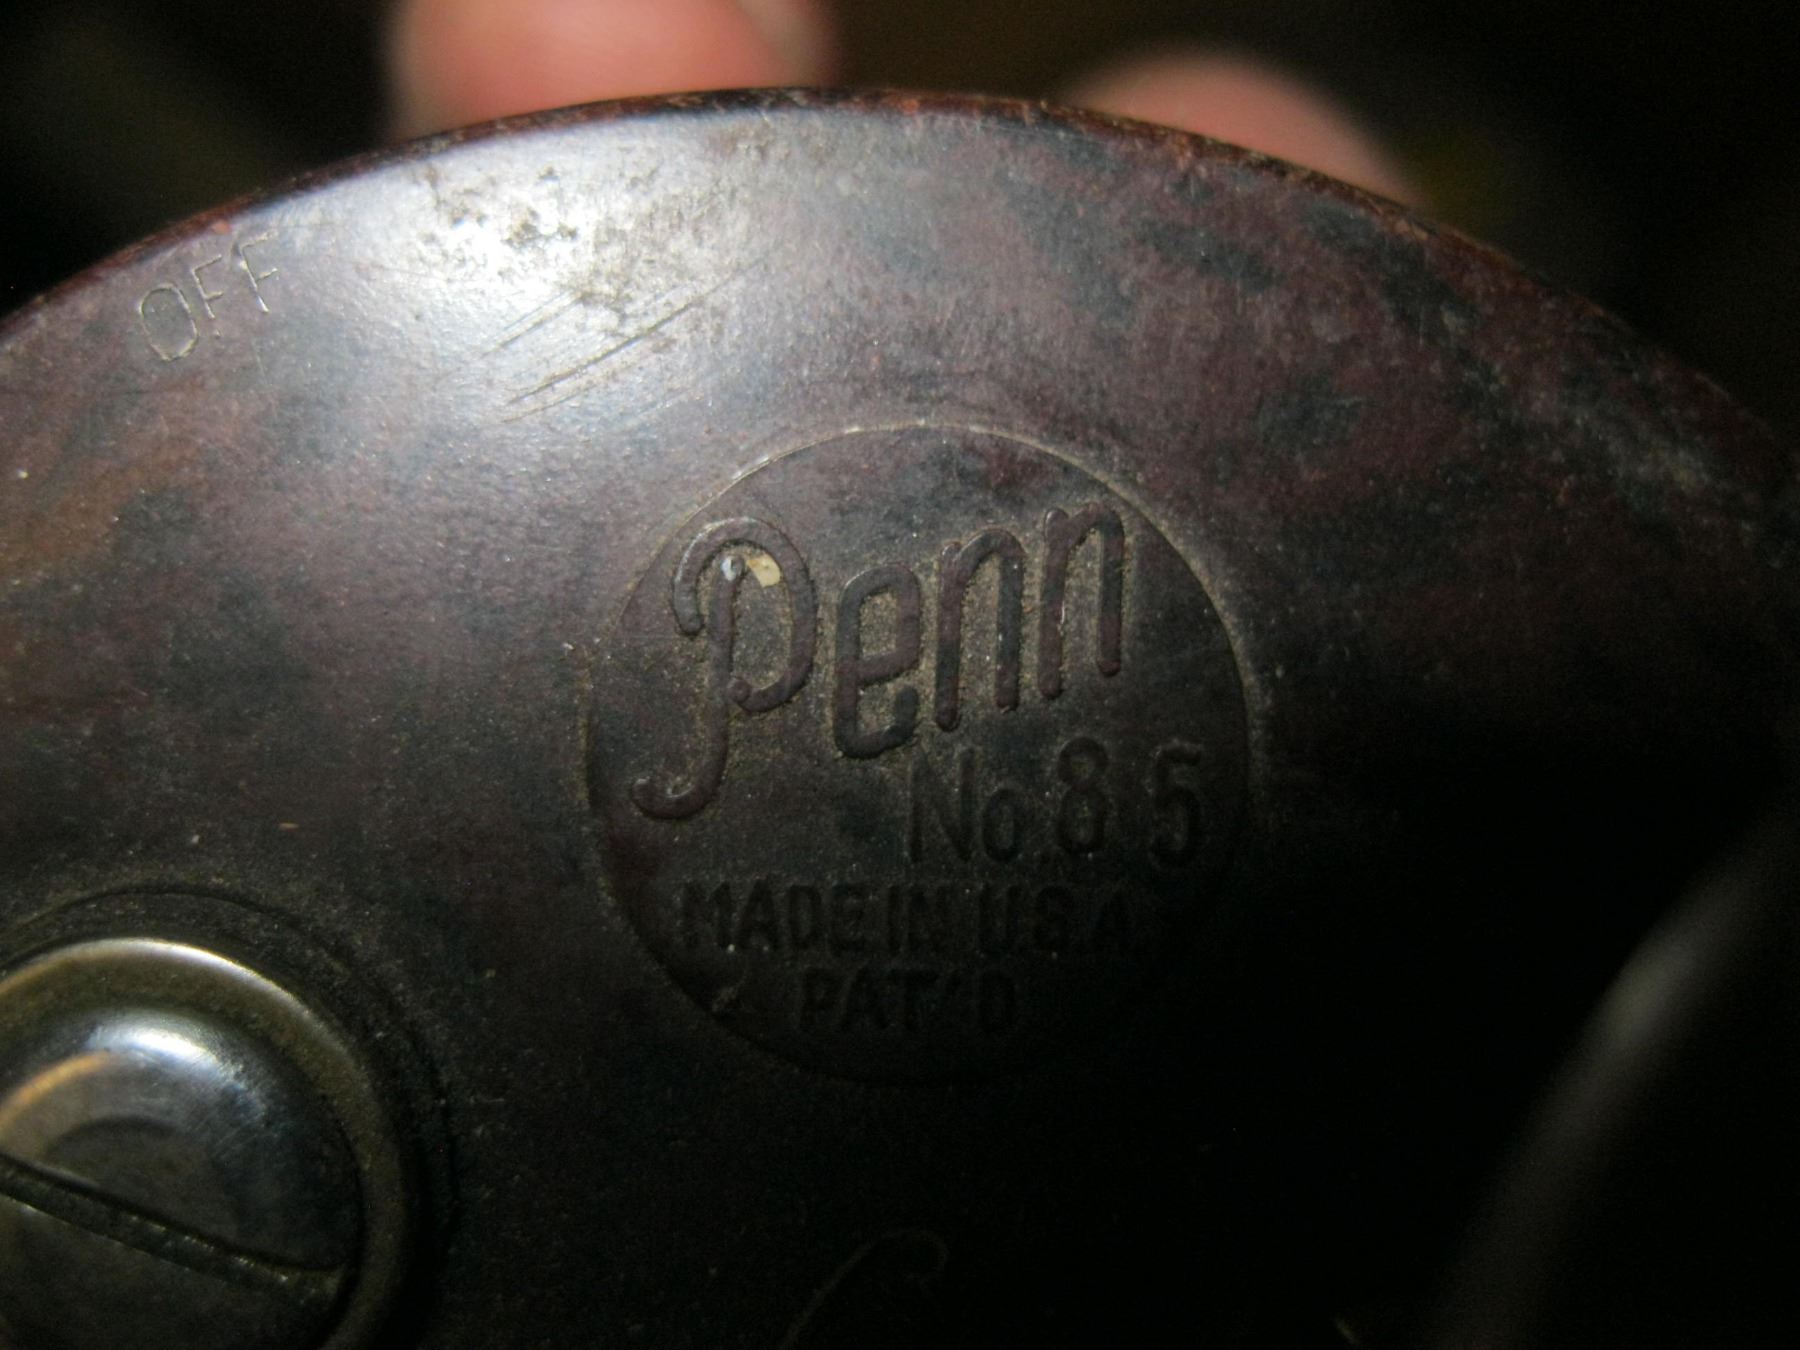 OFF
Penn
No. 85
MADE IN U.S.A.
PAT'D